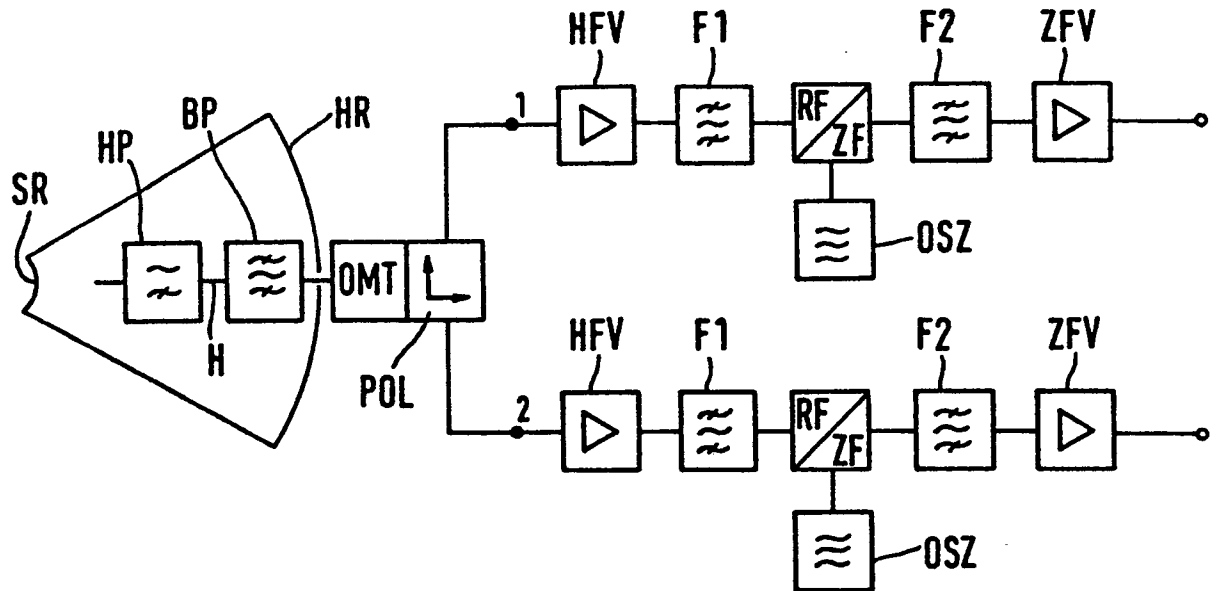 HFV F1 F2 ZFV
1 RF ZF
BP HR
HP
SR
OSZ
OMT
H
POL
HFV F1 F2 ZFV
2 RF ZF
OSZ